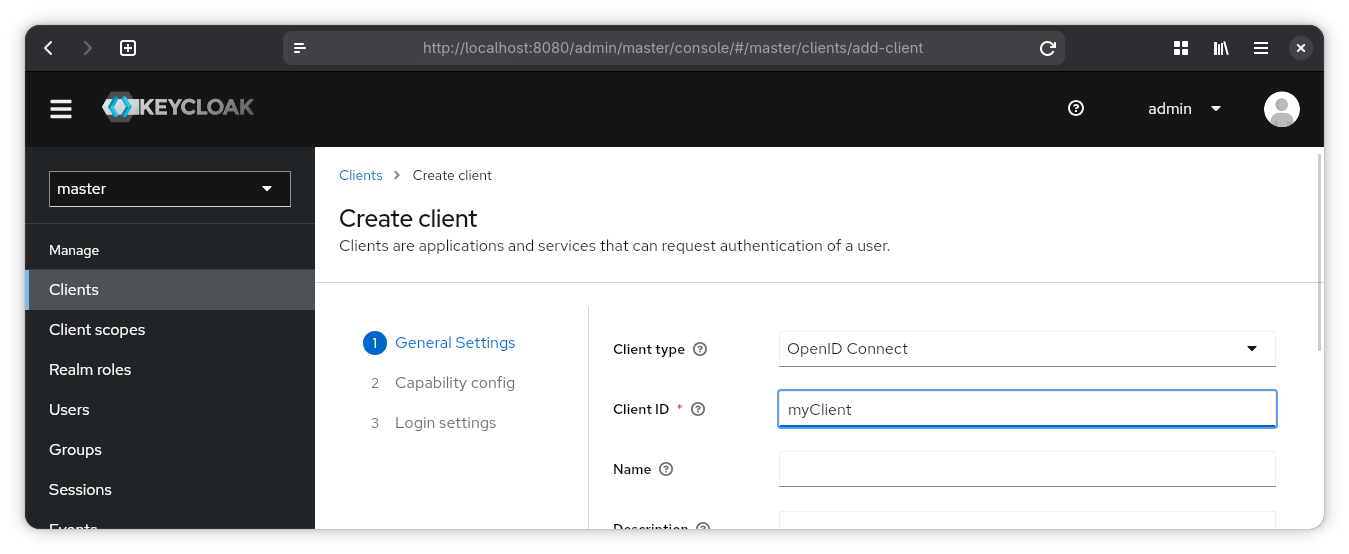 http://localhost:8080/admin/master/console/#/master/clients/add-client
KEYCLOAK
admin
master
Manage
Clients
Client scopes
Realm roles
Users
Groups
Sessions
Events
Clients > Create client
Create client
Clients are applications and services that can request authentication of a user.
1 General Settings
2 Capability config
3 Login settings
Client type
OpenID Connect
Client ID *
myClient
Name
Description